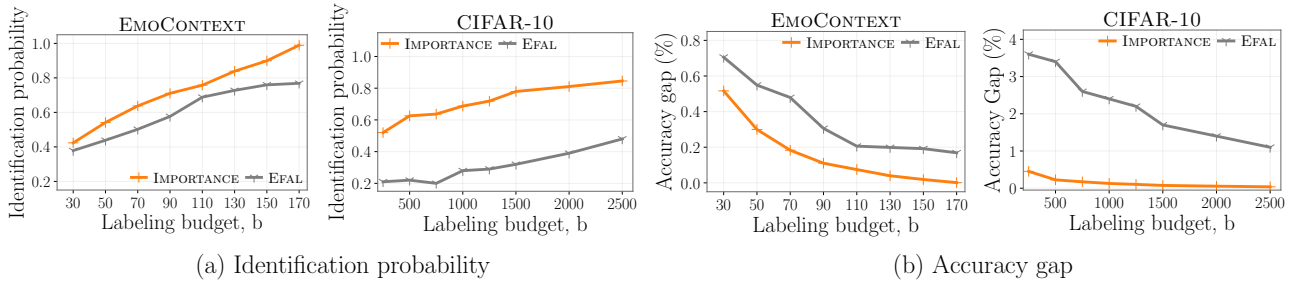 EMOCONTEXT
Identification probability
1.0
0.8
0.6
0.4
0.2
IMPORTANCE EFAL
30 50 70 90 110 130 150 170
Labeling budget, b
CIFAR-10
Identification probability
IMPORTANCE EFAL
1.0
0.8
0.6
0.4
0.2
500 1000 1500 2000 2500
Labeling budget, b
(a) Identification probability
EMOCONTEXT
Accuracy gap (%)
IMPORTANCE EFAL
0.8
0.6
0.4
0.2
0.0
30 50 70 90 110 130 150 170
Labeling budget, b
CIFAR-10
Accuracy Gap (%)
IMPORTANCE EFAL
4
3
2
1
0
500 1000 1500 2000 2500
Labeling budget, b
(b) Accuracy gap